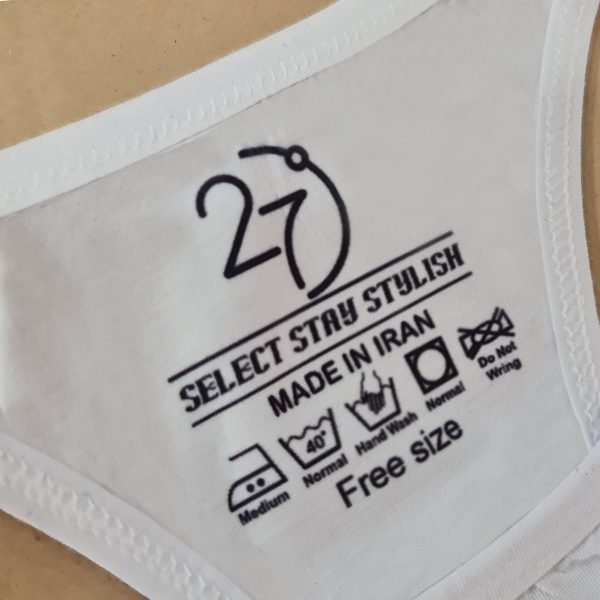 27
SELECT STAY STYLISH
MADE IN IRAN
40°
Medium Normal Hand Wash Normal Do Not Wring
Free size